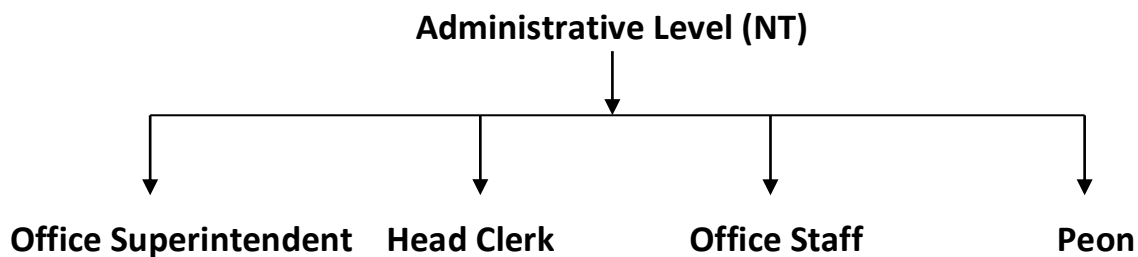 Administrative Level (NT)
Office Superintendent Head Clerk Office Staff Peon